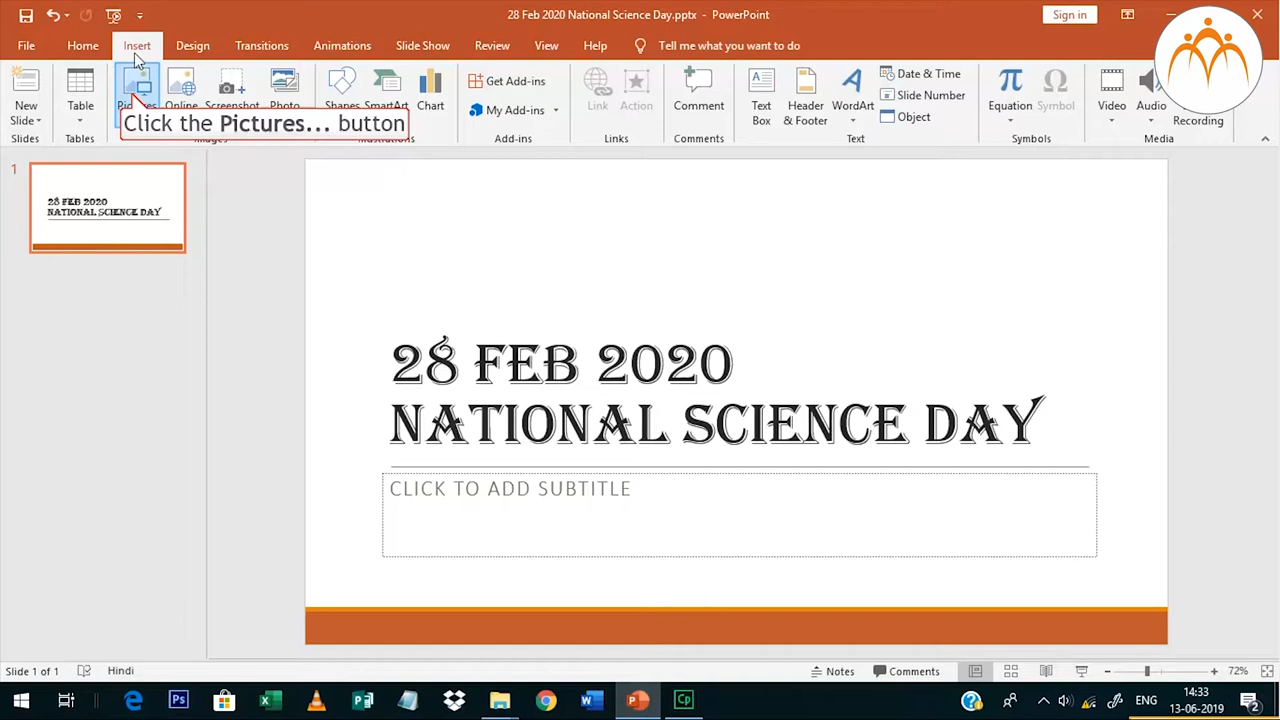 28 Feb 2020 National Science Day.pptx - PowerPoint
Sign in
File Home Insert Design Transitions Animations Slide Show Review View Help Tell me what you want to do
New Slide
Table
Online
Screenshot
Photo
Shapes
SmartArt
Chart
Get Add-ins
My Add-ins
Link
Action
Comment
Text Box
Header & Footer
WordArt
Date & Time
Slide Number
Object
Equation
Symbol
Video
Audio
Recording
Click the Pictures... button
Slides Tables Add-ins Links Comments Text Symbols Media
1
28 FEB 2020
NATIONAL SCIENCE DAY
28 FEB 2020
NATIONAL SCIENCE DAY
CLICK TO ADD SUBTITLE
Slide 1 of 1 Hindi Notes Comments 72%
ENG 14:33
13-06-2019 2